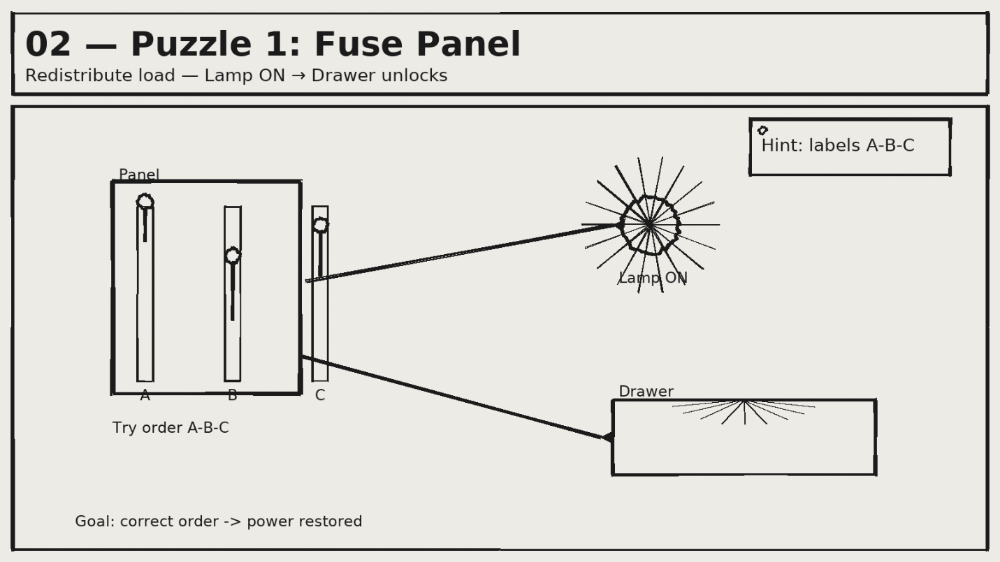 02 — Puzzle 1: Fuse Panel
Redistribute load — Lamp ON → Drawer unlocks
Hint: labels A-B-C
Panel
Lamp ON
Drawer
A
B
C
Try order A-B-C
Goal: correct order -> power restored